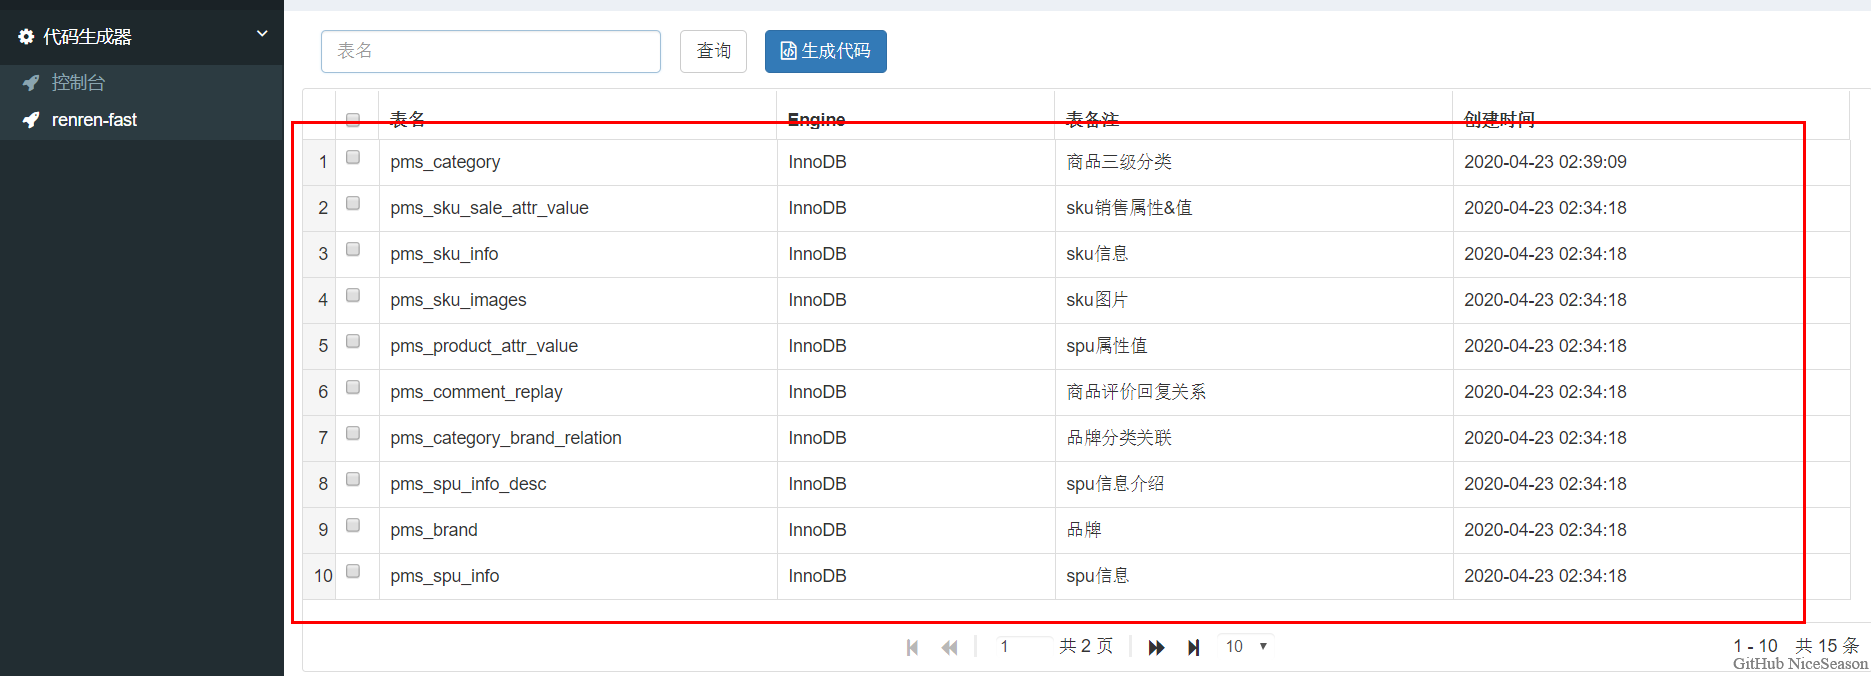 代码生成器
控制台
renren-fast
表名 查询 生成代码
表名 Engine 表备注 创建时间
1 pms_category InnoDB 商品三级分类 2020-04-23 02:39:09
2 pms_sku_sale_attr_value InnoDB sku销售属性&值 2020-04-23 02:34:18
3 pms_sku_info InnoDB sku信息 2020-04-23 02:34:18
4 pms_sku_images InnoDB sku图片 2020-04-23 02:34:18
5 pms_product_attr_value InnoDB spu属性值 2020-04-23 02:34:18
6 pms_comment_replay InnoDB 商品评价回复关系 2020-04-23 02:34:18
7 pms_category_brand_relation InnoDB 品牌分类关联 2020-04-23 02:34:18
8 pms_spu_info_desc InnoDB spu信息介绍 2020-04-23 02:34:18
9 pms_brand InnoDB 品牌 2020-04-23 02:34:18
10 pms_spu_info InnoDB spu信息 2020-04-23 02:34:18
1 共 2 页 10 1 - 10 共 15 条
GitHub NiceSeason